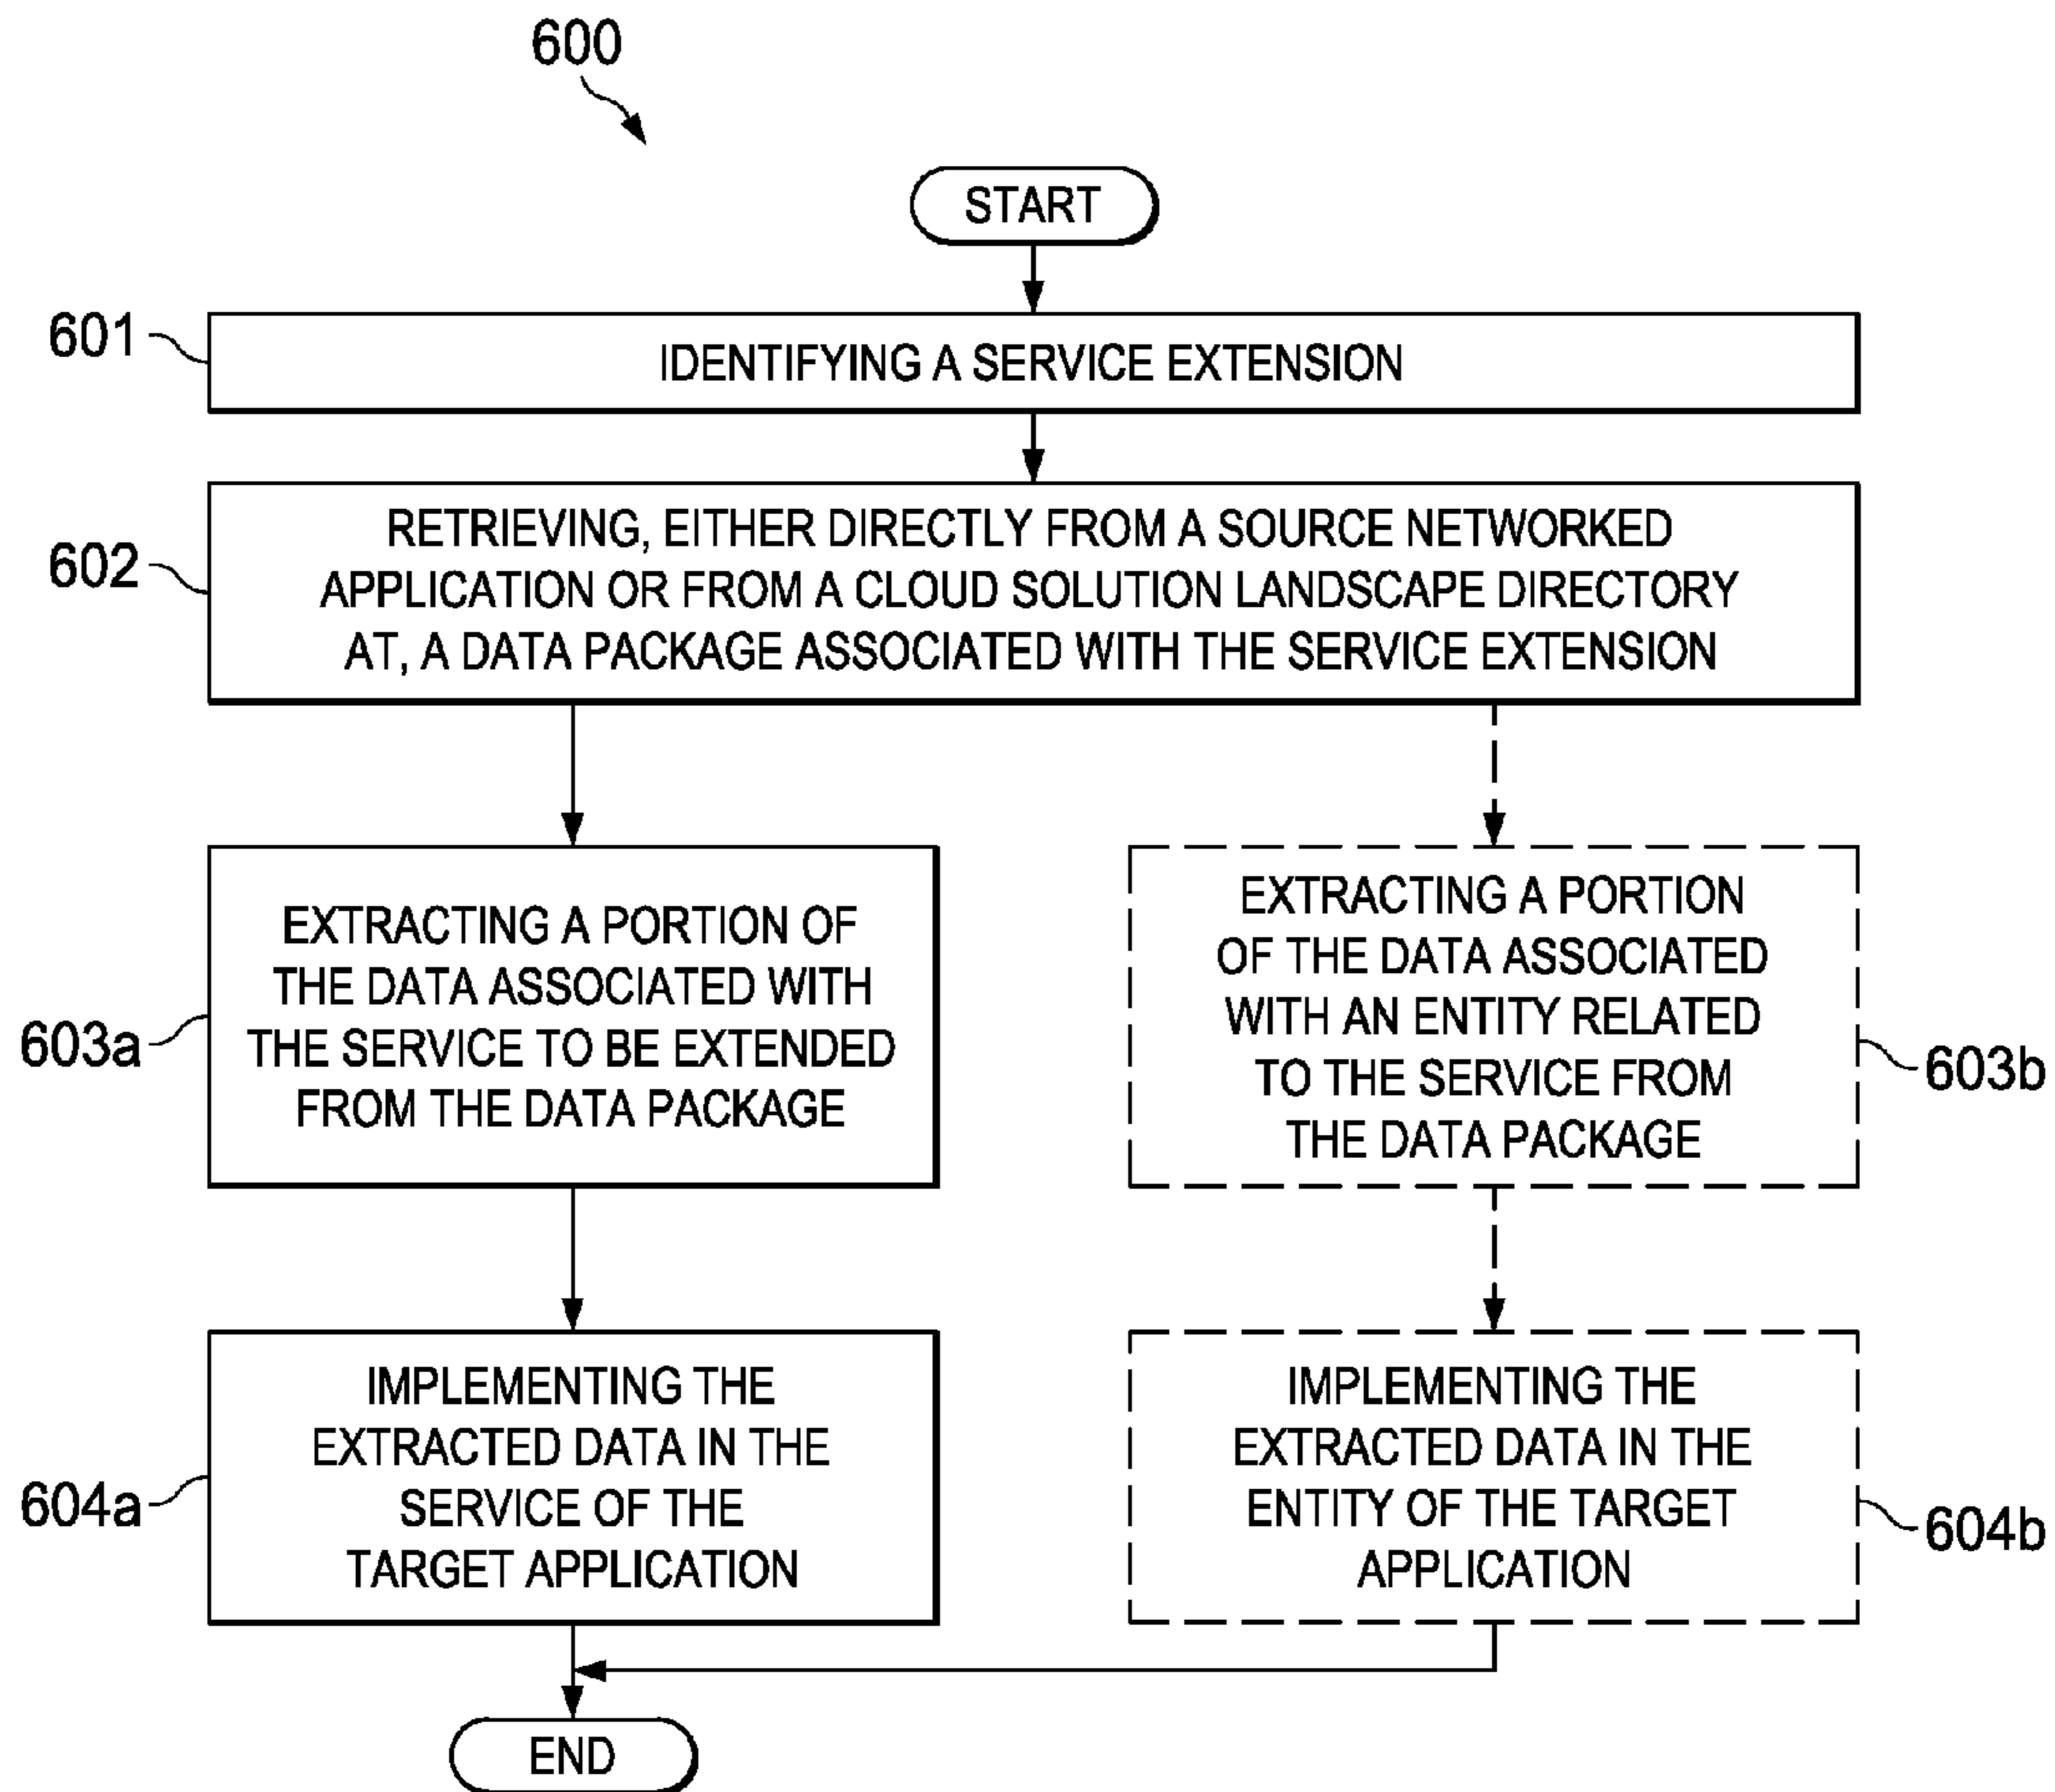 600
START
601
IDENTIFYING A SERVICE EXTENSION
602
RETRIEVING, EITHER DIRECTLY FROM A SOURCE NETWORKED
APPLICATION OR FROM A CLOUD SOLUTION LANDSCAPE DIRECTORY
AT, A DATA PACKAGE ASSOCIATED WITH THE SERVICE EXTENSION
603a
EXTRACTING A PORTION OF
THE DATA ASSOCIATED WITH
THE SERVICE TO BE EXTENDED
FROM THE DATA PACKAGE
EXTRACTING A PORTION
OF THE DATA ASSOCIATED
WITH AN ENTITY RELATED
TO THE SERVICE FROM
THE DATA PACKAGE
603b
604a
IMPLEMENTING THE
EXTRACTED DATA IN THE
SERVICE OF THE
TARGET APPLICATION
IMPLEMENTING THE
EXTRACTED DATA IN THE
ENTITY OF THE TARGET
APPLICATION
604b
END